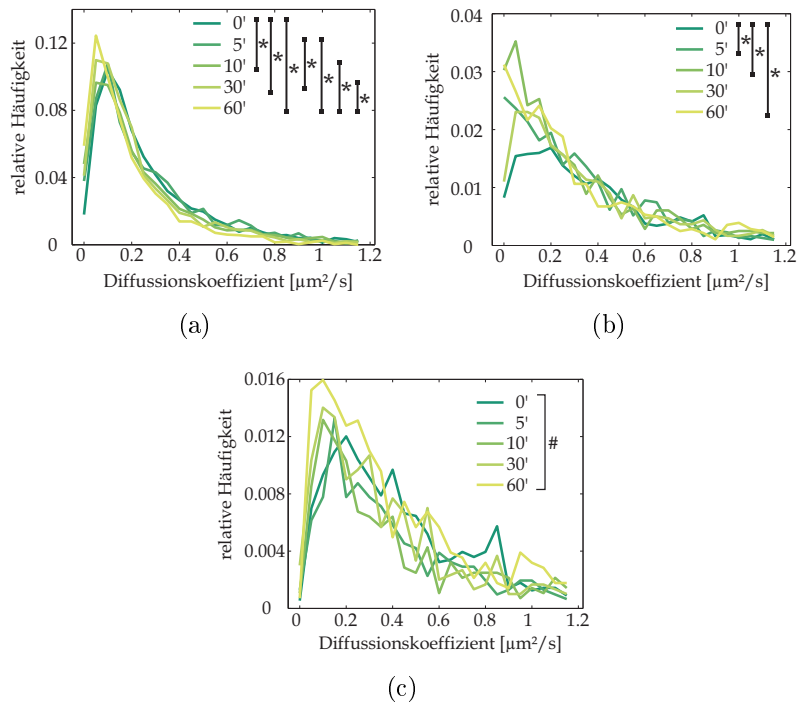 relative Häufigkeit
0.12
0.08
0.04
0
0 0.2 0.4 0.6 0.8 1.0 1.2
Diffussionskoeffizient [µm²/s]
0'
5'
10'
30'
60'
* * * * * * *
(a)
relative Häufigkeit
0.04
0.03
0.02
0.01
0
0 0.2 0.4 0.6 0.8 1.0 1.2
Diffussionskoeffizient [µm²/s]
0'
5'
10'
30'
60'
* * *
(b)
relative Häufigkeit
0.016
0.012
0.008
0.004
0
0 0.2 0.4 0.6 0.8 1.0 1.2
Diffussionskoeffizient [µm²/s]
0'
5'
10'
30'
60'
#
(c)